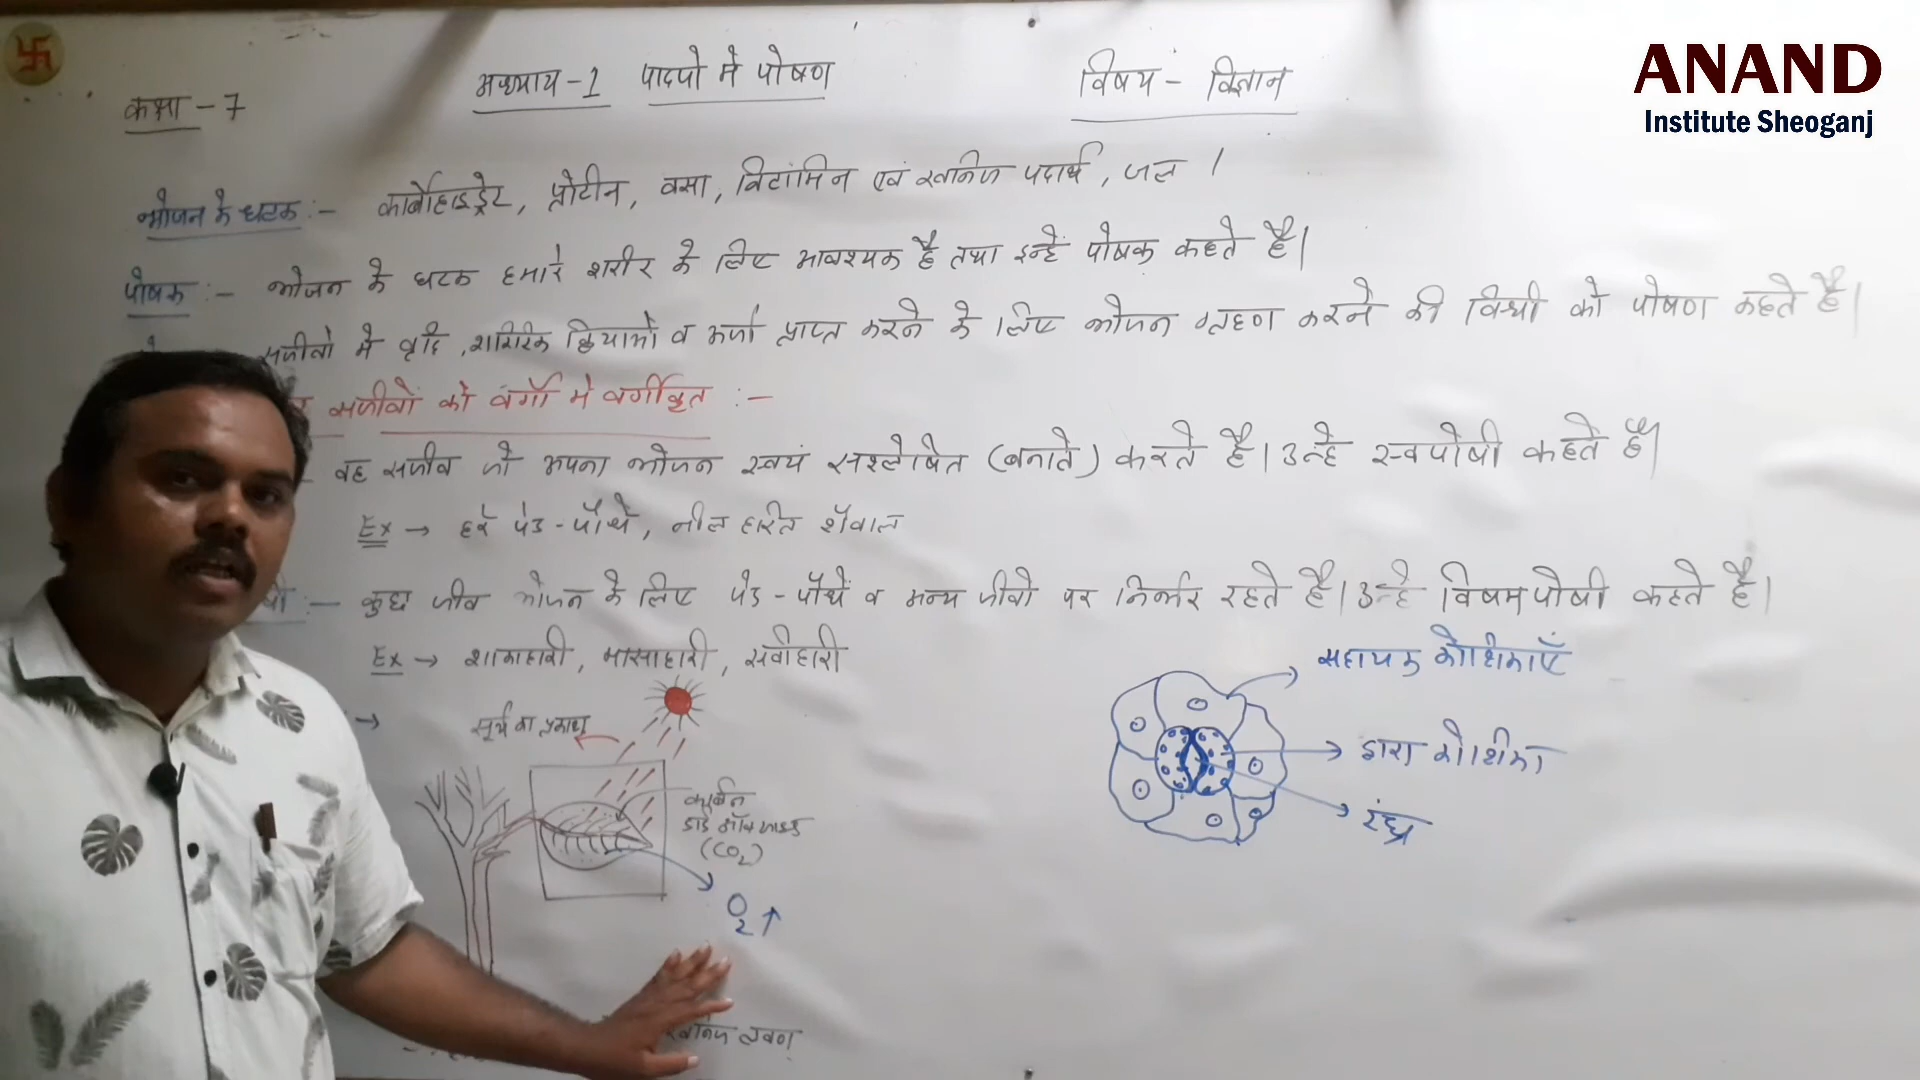 ANAND
Institute Sheoganj
कक्षा - 7
अध्याय - 1 पादपो मे पोषण
विषय - विज्ञान
भोजन के घटक :- कार्बोहाइड्रेट, प्रोटीन, वसा, विटामिन एवं खनिज पदार्थ, जल ।
पोषक :- भोजन के घटक हमारे शरीर के लिए आवश्यक है तथा इन्हें पोषक कहते है।
सजीवो मे वृद्धि, शारिरिक क्रियाओ व ऊर्जा प्राप्त करने के लिए भोजन ग्रहण करने की विधी को पोषण कहते है।
सजीवों को वर्गो मे वर्गीकृत :-
वह सजीव जो अपना भोजन स्वयं सश्लेषित (बनाते) करते है। उन्हे स्वपोषी कहते है।
Ex → हरे पेड - पौधे, नील हरित शैवाल
:- कुछ जीव भोजन के लिए पेड - पौधें व अन्य जीवो पर निर्भर रहते है। उन्हे विषमपोषी कहते है।
Ex → शाकाहारी, मासाहारी, सर्वाहारी
→
सूर्य का प्रकाश
कार्बन
डाई ऑक्साइड
(CO2)
O2 ↑
खनिज लवण
सहायक कोशिकाएँ
द्वारा कोशिका
रंध्र